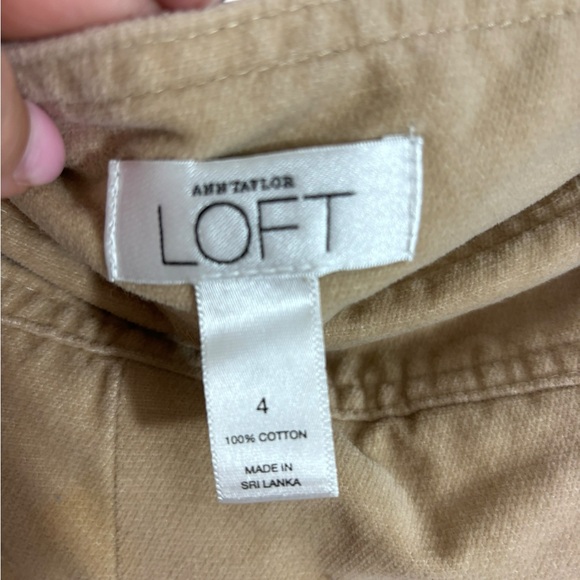 ANN TAYLOR
LOFT
4
100% COTTON
MADE IN
SRI LANKA